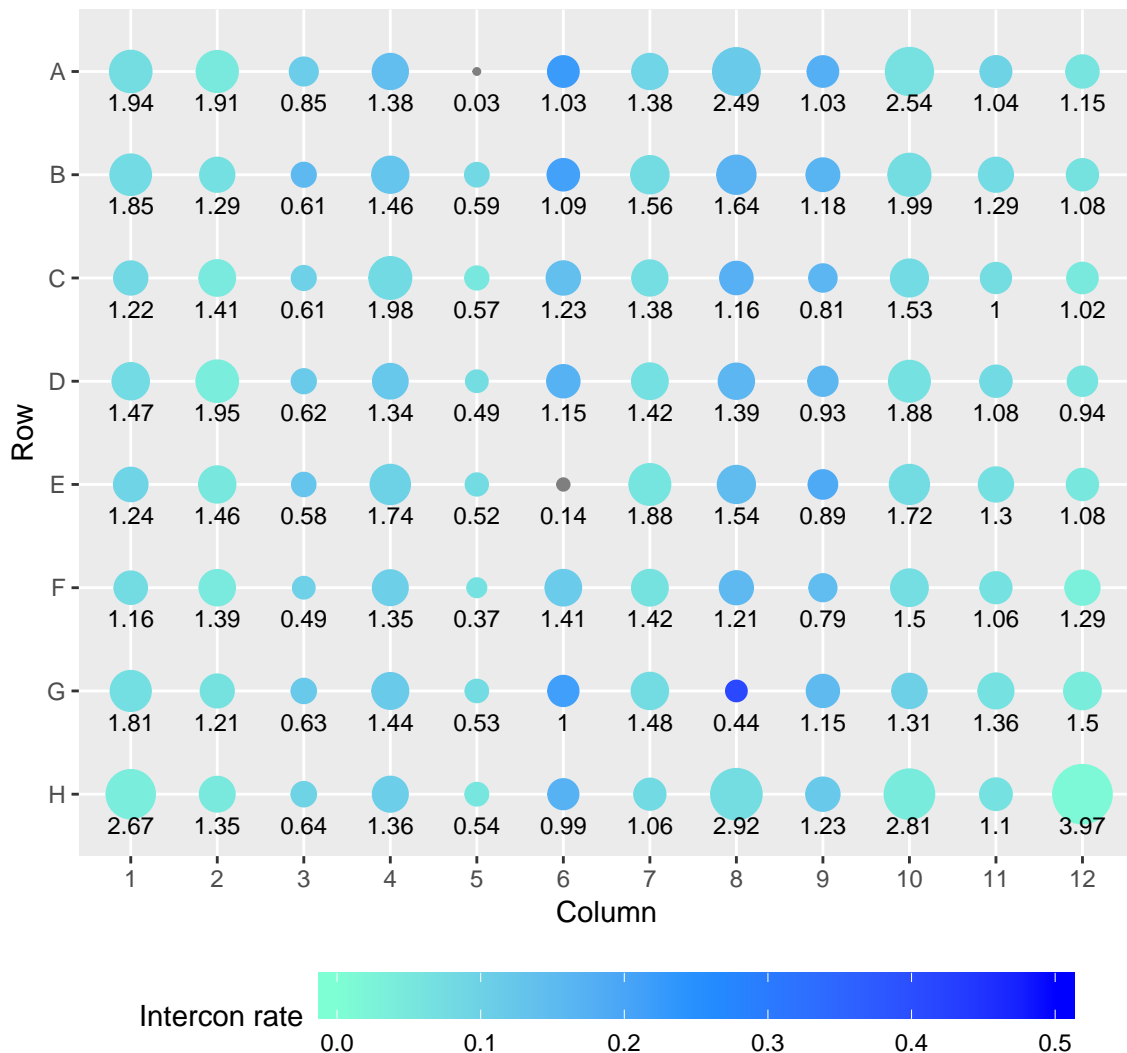 A
1.94 1.91 0.85 1.38 0.03 1.03 1.38 2.49 1.03 2.54 1.04 1.15
B
1.85 1.29 0.61 1.46 0.59 1.09 1.56 1.64 1.18 1.99 1.29 1.08
C
1.22 1.41 0.61 1.98 0.57 1.23 1.38 1.16 0.81 1.53 1 1.02
D
1.47 1.95 0.62 1.34 0.49 1.15 1.42 1.39 0.93 1.88 1.08 0.94
Row
E
1.24 1.46 0.58 1.74 0.52 0.14 1.88 1.54 0.89 1.72 1.3 1.08
F
1.16 1.39 0.49 1.35 0.37 1.41 1.42 1.21 0.79 1.5 1.06 1.29
G
1.81 1.21 0.63 1.44 0.53 1 1.48 0.44 1.15 1.31 1.36 1.5
H
2.67 1.35 0.64 1.36 0.54 0.99 1.06 2.92 1.23 2.81 1.1 3.97
1 2 3 4 5 6 7 8 9 10 11 12
Column
Intercon rate
0.0 0.1 0.2 0.3 0.4 0.5